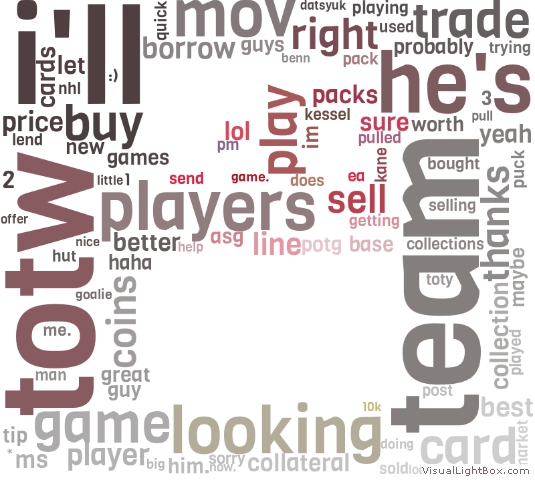 i'll
quick
mov
datsyuk
playing
trade
cards
let
:)
borrow
guys
benn
right
used
probably
trying
nhl
pack
he's
price
buy
packs
3
pull
lend
new
games
lol
pm
play
im
kessel
sure
pulled
worth
yeah
2
little
1
send
game.
does
ea
kane
bought
puck
offer
totw
players
sell
getting
selling
thanks
nice
better
help
asg
line
potg
base
team
collections
hut
haha
goalie
coins
toty
collection
maybe
me.
man
great
guy
played
post
10k
game
looking
best
tip
card
market
*
ms
player
big
him.
sorry
now.
collateral
doing
sold
VisualLightBox.com